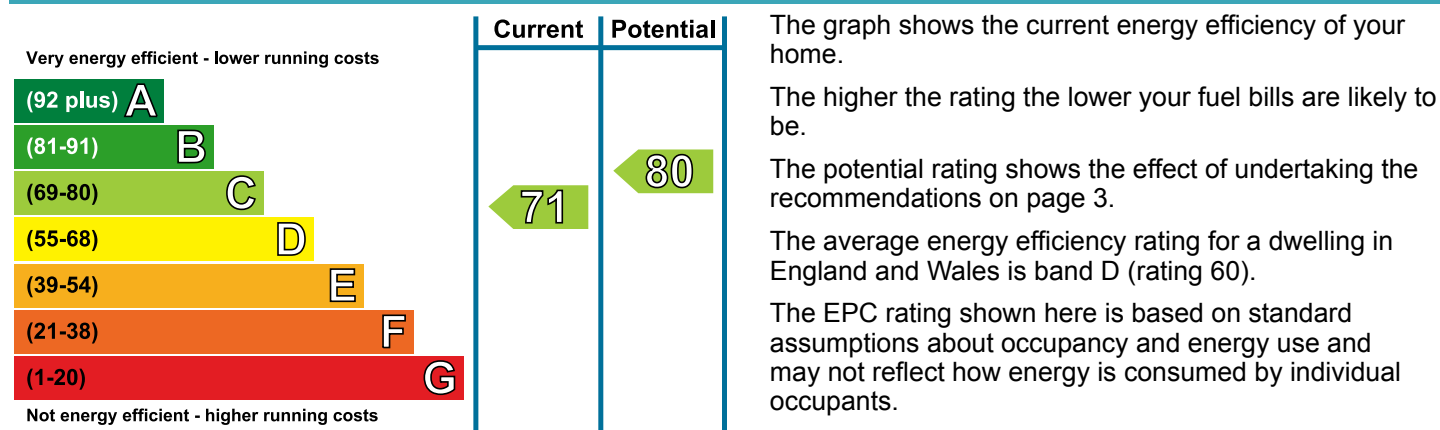 Current Potential
Very energy efficient - lower running costs
(92 plus) A
(81-91) B
(69-80) C
(55-68) D
(39-54) E
(21-38) F
(1-20) G
Not energy efficient - higher running costs
71
80
The graph shows the current energy efficiency of your
home.
The higher the rating the lower your fuel bills are likely to
be.
The potential rating shows the effect of undertaking the
recommendations on page 3.
The average energy efficiency rating for a dwelling in
England and Wales is band D (rating 60).
The EPC rating shown here is based on standard
assumptions about occupancy and energy use and
may not reflect how energy is consumed by individual
occupants.